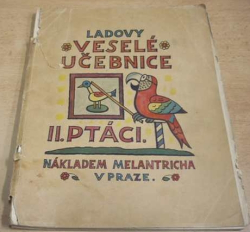 LADOVY
VESELÉ
UČEBNICE
II. PTÁCI.
NÁKLADEM MELANTRICHA
V PRAZE.